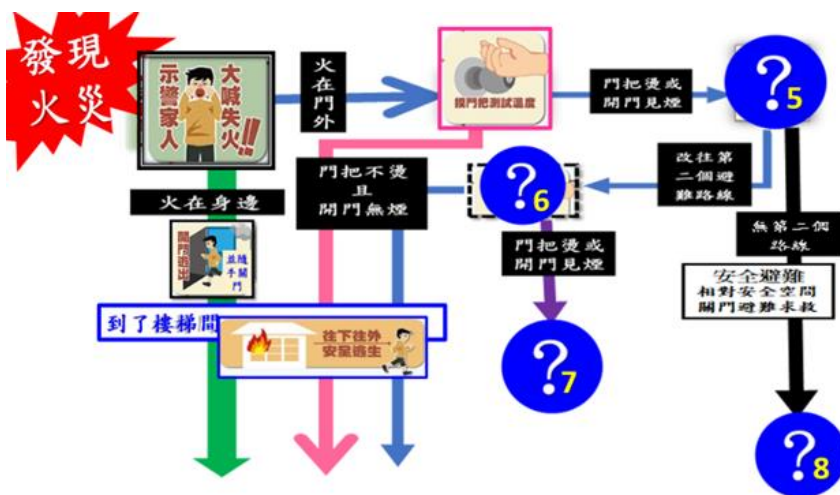 發現
火災
大喊失火!!
示警家人
火在門外
摸門把測試溫度
門把燙或
開門見煙
?5
改往第
二個避
難路線
?6
門把不燙
且
開門無煙
火在身邊
開門逃出
並隨
手關
門
門把燙或
開門見煙
無第二個
路線
安全避難
相對安全空間
關門避難求救
到了樓梯間
往下往外
安全逃生
?7
?8